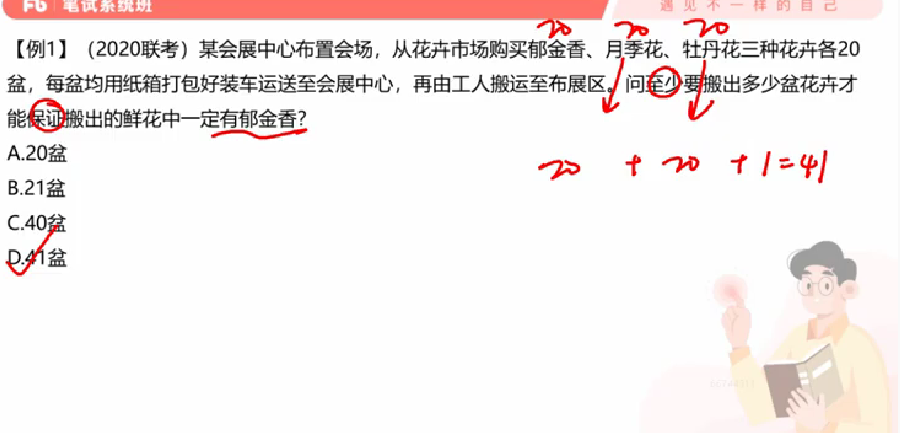 FB 笔试系统班
遇见不一样的自己
20 20 20
【例1】(2020联考)某会展中心布置会场,从花卉市场购买郁金香、月季花、牡丹花三种花卉各20
盆,每盆均用纸箱打包好装车运送至会展中心,再由工人搬运至布展区。问至少要搬出多少盆花卉才
能保证搬出的鲜花中一定有郁金香?
20 + 20 + 1 = 41
A.20盆
B.21盆
C.40盆
D.41盆